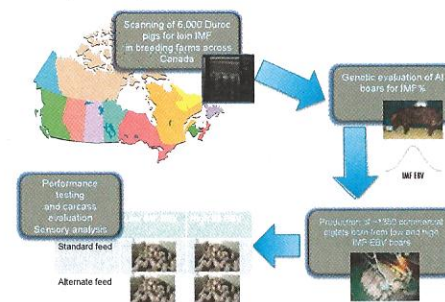 Scanning of 6,000 Duroc
pigs for loin IMF
in breeding farms across
Canada
Genetic evaluation of AI
boars for IMF %
IMF EBV
Performance
testing
and carcass
evaluation
Sensory analysis
Production of commercial
piglets born from low and high
IMF EBV boars
Standard feed
Alternate feed